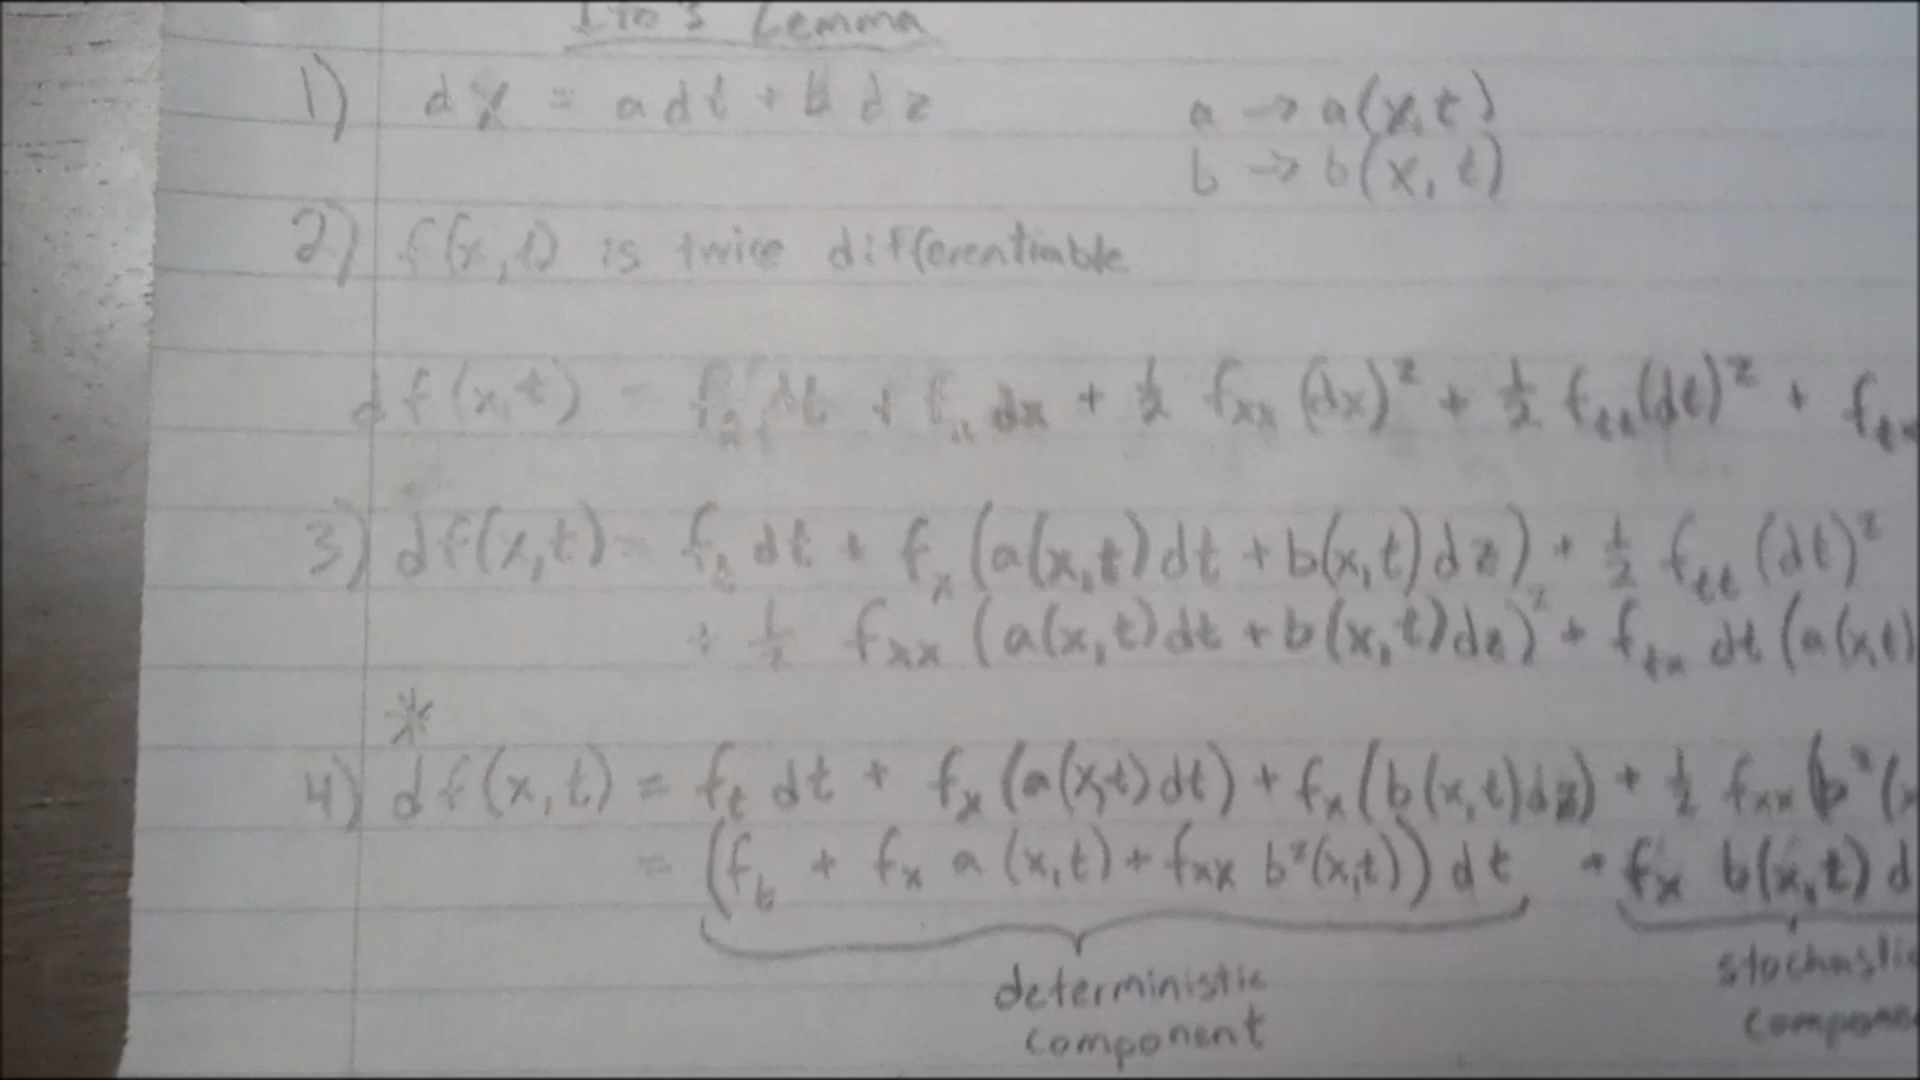 Ito's Lemma
1) dx = a dt + b dz a → a(x,t)
b → b(x,t)
2) f(x,t) is twice differentiable
df(x,t) = dt + dx + 1/2 fxx (dx)² + 1/2 ftt (dt)² + ftx
3) df(x,t) = ft dt + fx (a(x,t) dt + b(x,t) dz) + 1/2 ftt (dt)²
+ 1/2 fxx (a(x,t) dt + b(x,t) dz)² + ftx dt (a(x,t)
*
4) df(x,t) = ft dt + fx (a(x,t) dt) + fx (b(x,t) dz) + 1/2 fxx (b²(x
= (ft + fx a (x,t) + fxx b²(x,t)) dt + fx b(x,t) d
deterministic stochastic
component compone